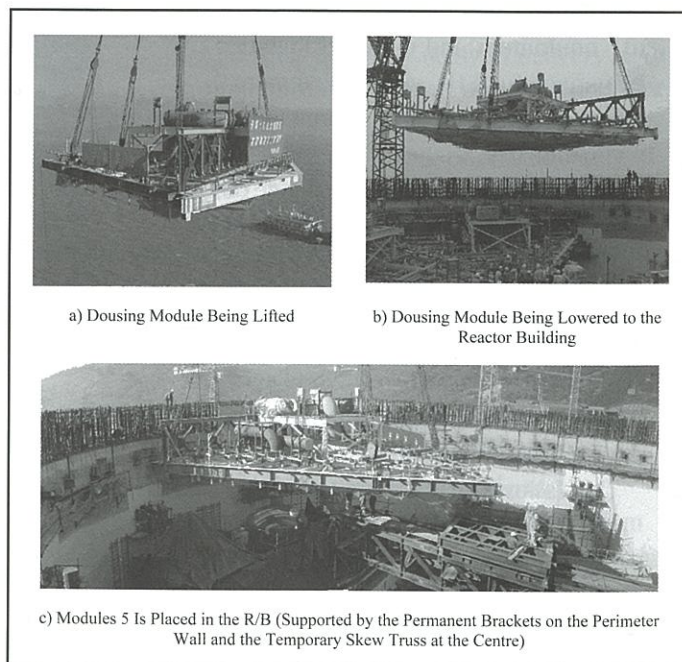 a) Dousing Module Being Lifted
b) Dousing Module Being Lowered to the
Reactor Building
c) Modules 5 Is Placed in the R/B (Supported by the Permanent Brackets on the Perimeter
Wall and the Temporary Skew Truss at the Centre)